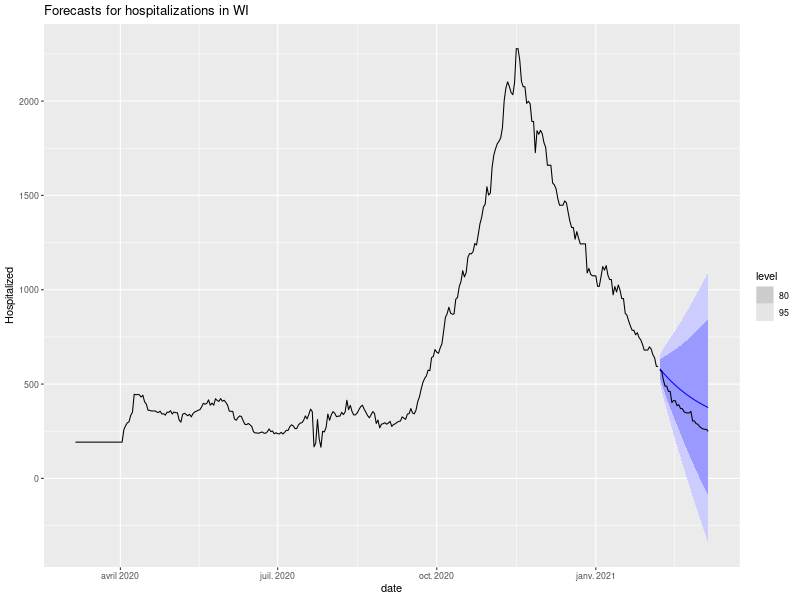 Forecasts for hospitalizations in WI
Hospitalized
2000
1500
1000
500
0
avril 2020
juil. 2020
oct. 2020
janv. 2021
date
level
80
95